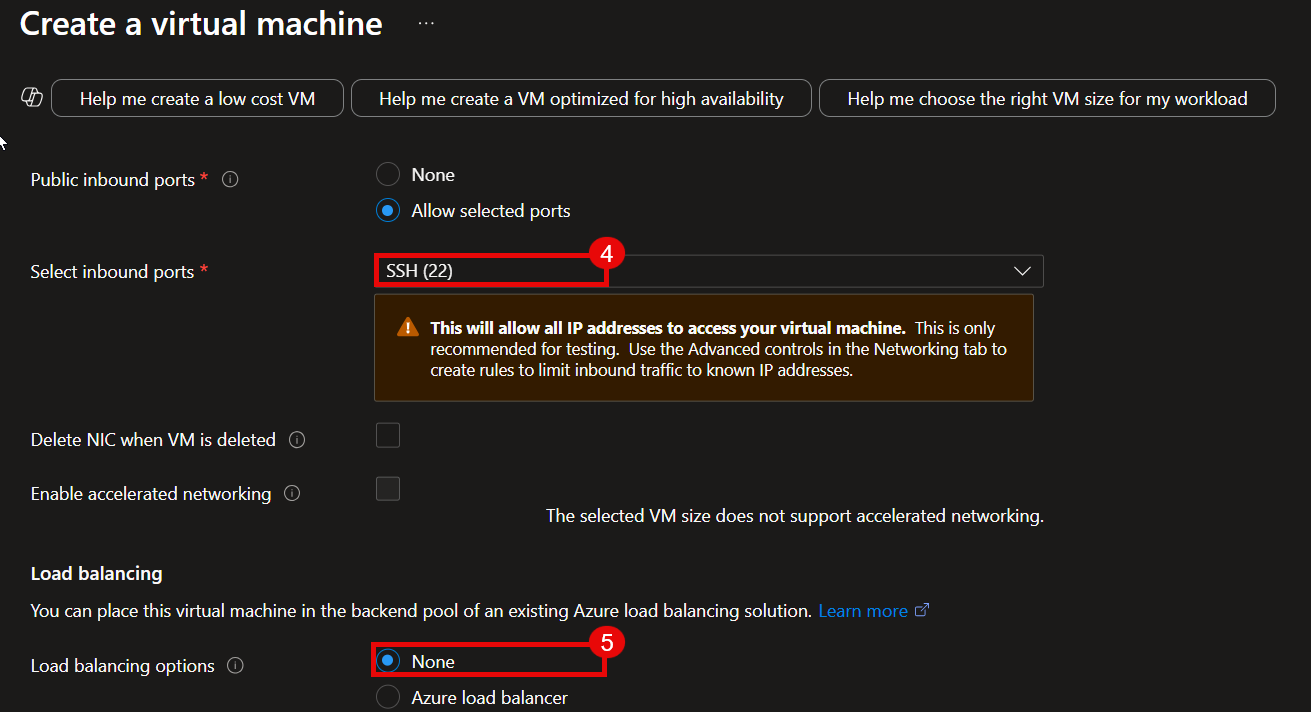 Create a virtual machine ...
Help me create a low cost VM
Help me create a VM optimized for high availability
Help me choose the right VM size for my workload
Public inbound ports *
None
Allow selected ports
Select inbound ports *
SSH (22)
4
This will allow all IP addresses to access your virtual machine. This is only
recommended for testing. Use the Advanced controls in the Networking tab to
create rules to limit inbound traffic to known IP addresses.
Delete NIC when VM is deleted
Enable accelerated networking
The selected VM size does not support accelerated networking.
Load balancing
You can place this virtual machine in the backend pool of an existing Azure load balancing solution. Learn more
Load balancing options
None
5
Azure load balancer